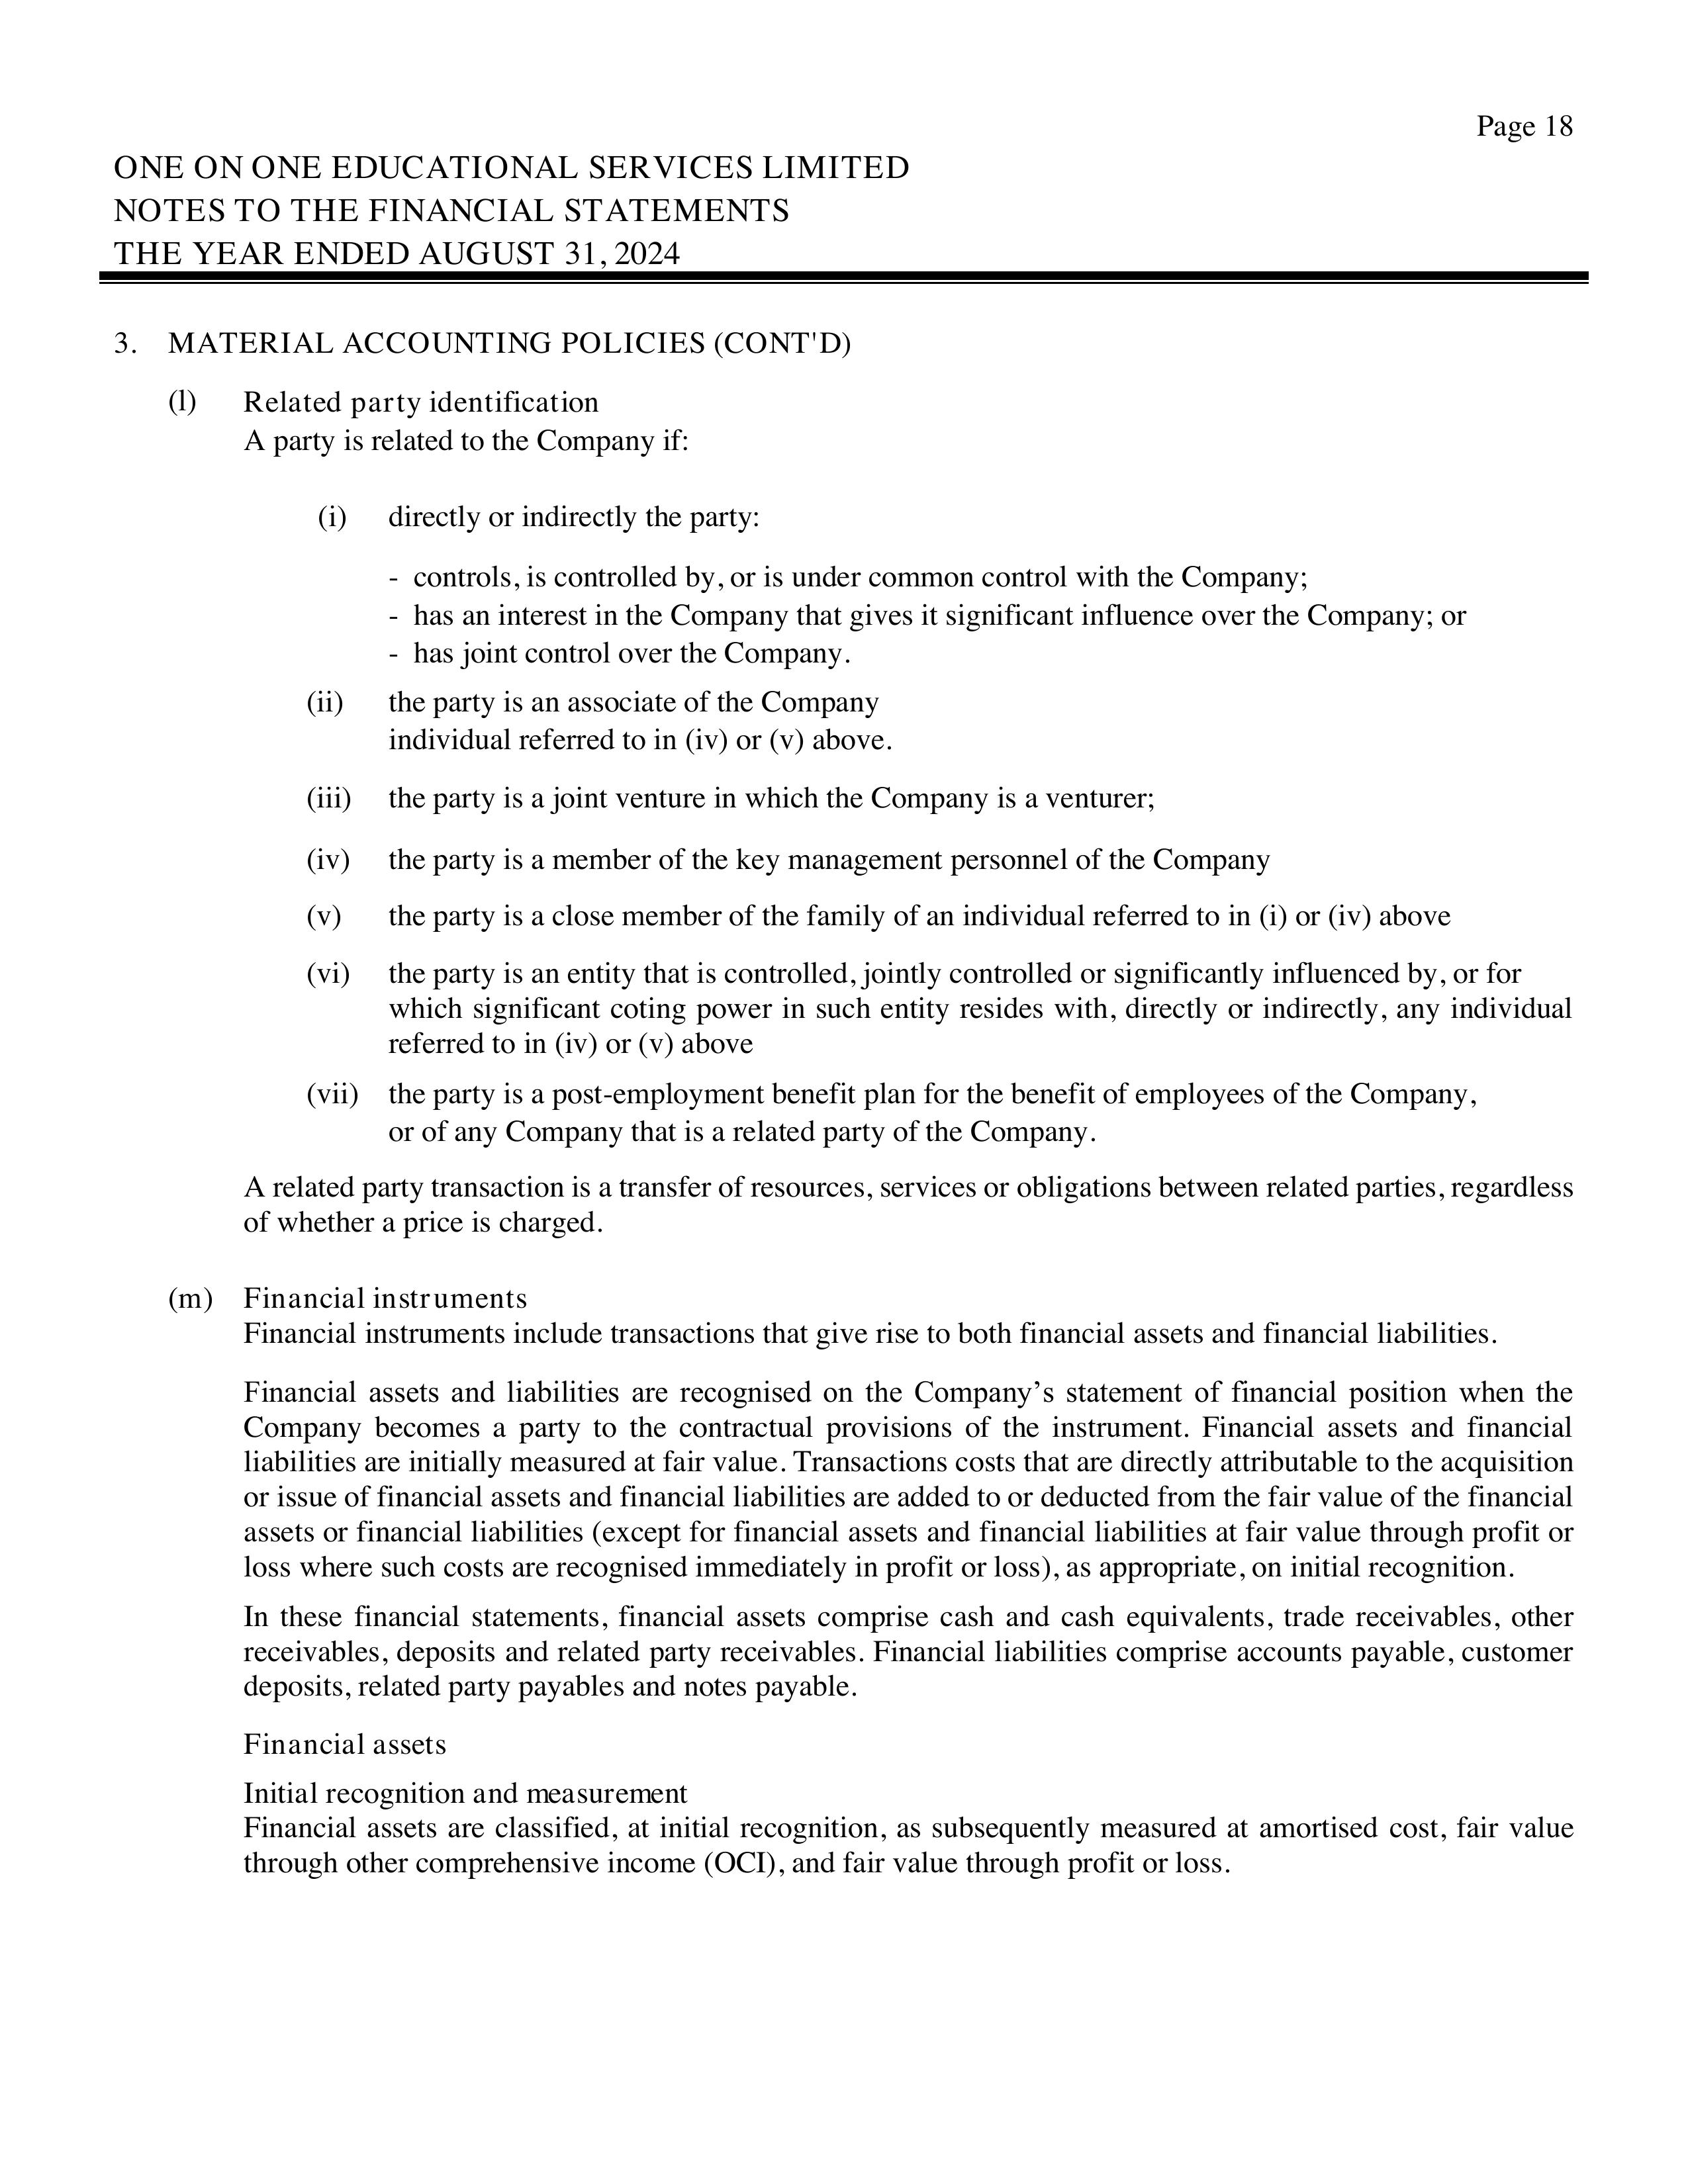 Page 18
ONE ON ONE EDUCATIONAL SERVICES LIMITED
NOTES TO THE FINANCIAL STATEMENTS
THE YEAR ENDED AUGUST 31, 2024
3. MATERIAL ACCOUNTING POLICIES (CONT'D)
(l) Related party identification
A party is related to the Company if:
(i) directly or indirectly the party:
- controls, is controlled by, or is under common control with the Company;
- has an interest in the Company that gives it significant influence over the Company; or
- has joint control over the Company.
(ii) the party is an associate of the Company
individual referred to in (iv) or (v) above.
(iii) the party is a joint venture in which the Company is a venturer;
(iv) the party is a member of the key management personnel of the Company
(v) the party is a close member of the family of an individual referred to in (i) or (iv) above
(vi) the party is an entity that is controlled, jointly controlled or significantly influenced by, or for
which significant coting power in such entity resides with, directly or indirectly, any individual
referred to in (iv) or (v) above
(vii) the party is a post-employment benefit plan for the benefit of employees of the Company,
or of any Company that is a related party of the Company.
A related party transaction is a transfer of resources, services or obligations between related parties, regardless
of whether a price is charged.
(m) Financial instruments
Financial instruments include transactions that give rise to both financial assets and financial liabilities.
Financial assets and liabilities are recognised on the Company’s statement of financial position when the
Company becomes a party to the contractual provisions of the instrument. Financial assets and financial
liabilities are initially measured at fair value. Transactions costs that are directly attributable to the acquisition
or issue of financial assets and financial liabilities are added to or deducted from the fair value of the financial
assets or financial liabilities (except for financial assets and financial liabilities at fair value through profit or
loss where such costs are recognised immediately in profit or loss), as appropriate, on initial recognition.
In these financial statements, financial assets comprise cash and cash equivalents, trade receivables, other
receivables, deposits and related party receivables. Financial liabilities comprise accounts payable, customer
deposits, related party payables and notes payable.
Financial assets
Initial recognition and measurement
Financial assets are classified, at initial recognition, as subsequently measured at amortised cost, fair value
through other comprehensive income (OCI), and fair value through profit or loss.